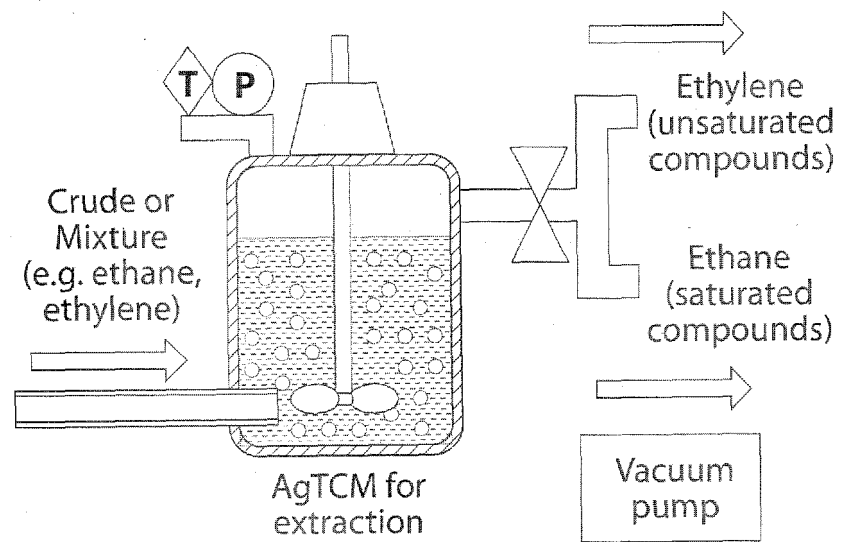 T P
Crude or
Mixture
(e.g. ethane,
ethylene)
Ethylene
(unsaturated
compounds)
Ethane
(saturated
compounds)
AgTCM for
extraction
Vacuum
pump